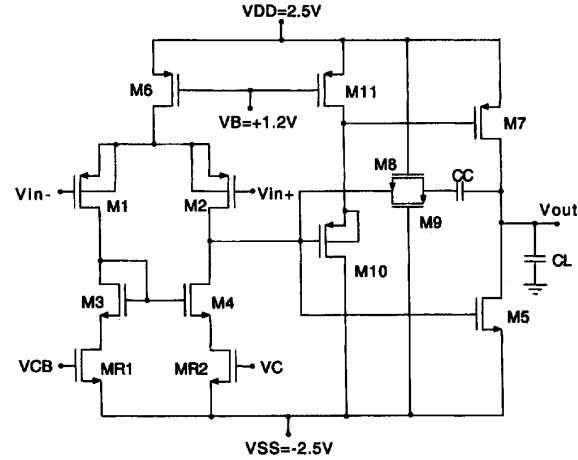 VDD=2.5V
M6
M11
VB=+1.2V
M7
M8
CC
Vin-
M1
M2
Vin+
M9
Vout
M10
CL
M3
M4
M5
VCB
MR1
MR2
VC
VSS=-2.5V